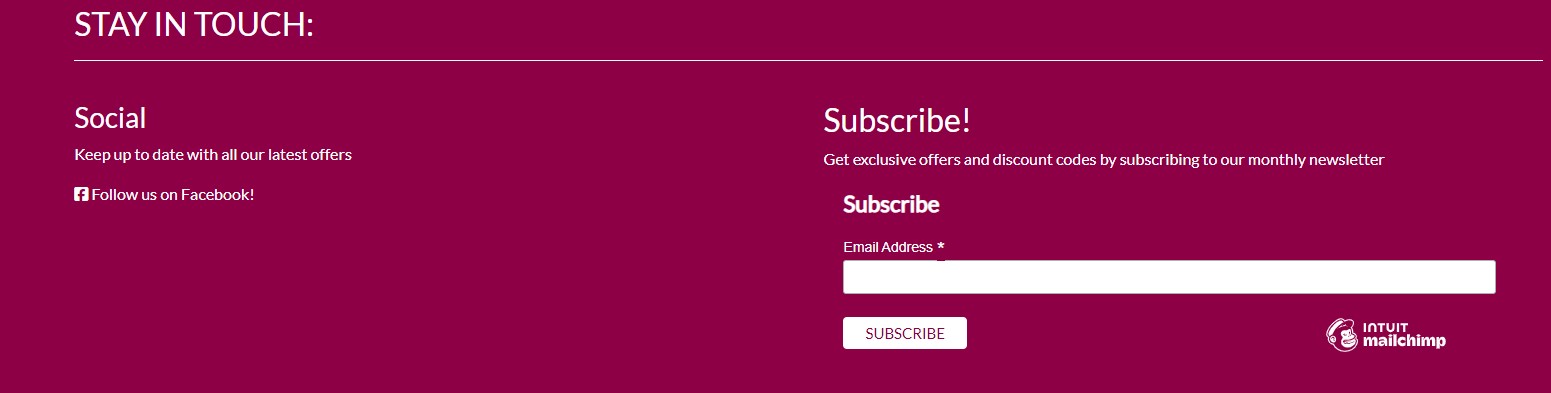 STAY IN TOUCH:
Social
Keep up to date with all our latest offers
Follow us on Facebook!
Subscribe!
Get exclusive offers and discount codes by subscribing to our monthly newsletter
Subscribe
Email Address *
SUBSCRIBE
INTUIT
mailchimp